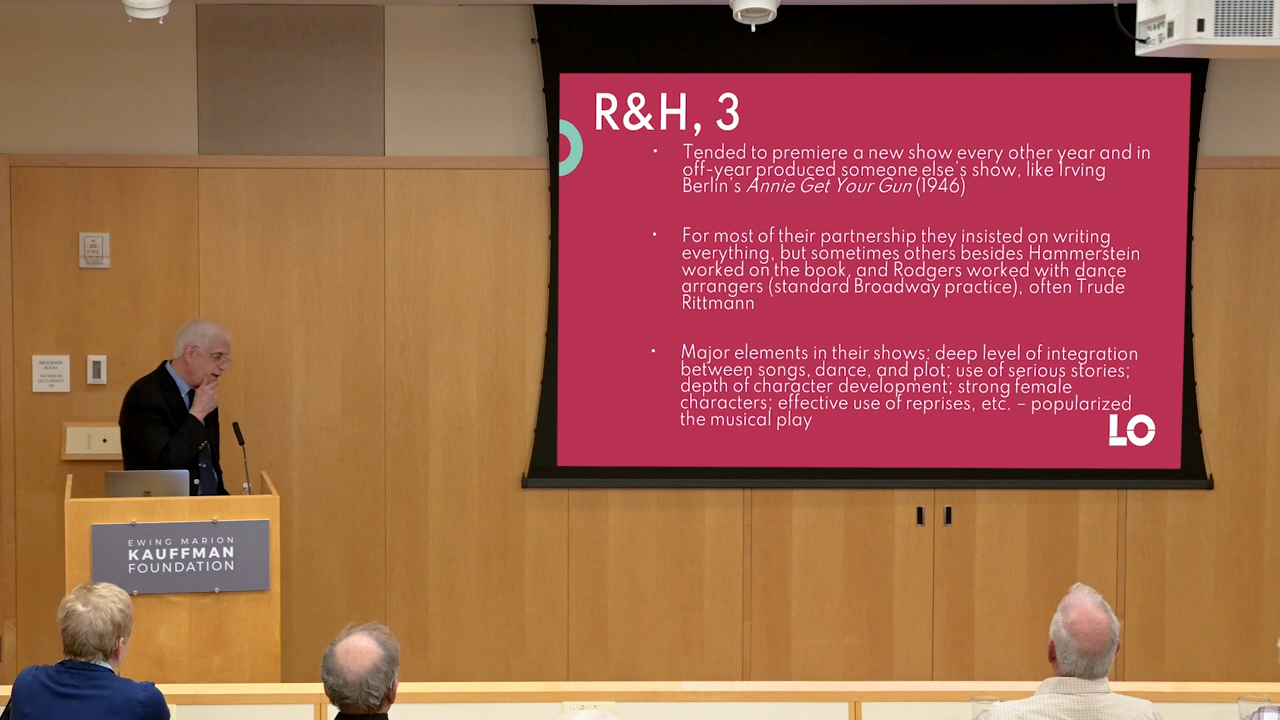 R&H, 3
• Tended to premiere a new show every other year and in
off-year produced someone else's show, like Irving
Berlin's Annie Get Your Gun (1946)
• For most of their partnership they insisted on writing
everything, but sometimes others besides Hammerstein
worked on the book, and Rodgers worked with dance
arrangers (standard Broadway practice), often Trude
Rittmann
• Major elements in their shows: deep level of integration
between songs, dance, and plot; use of serious stories;
depth of character development; strong female
characters; effective use of reprises, etc. – popularized
the musical play
LO
BROOKSIDE
ROOM
MAXIMUM
OCCUPANCY
EWING MARION
KAUFFMAN
FOUNDATION